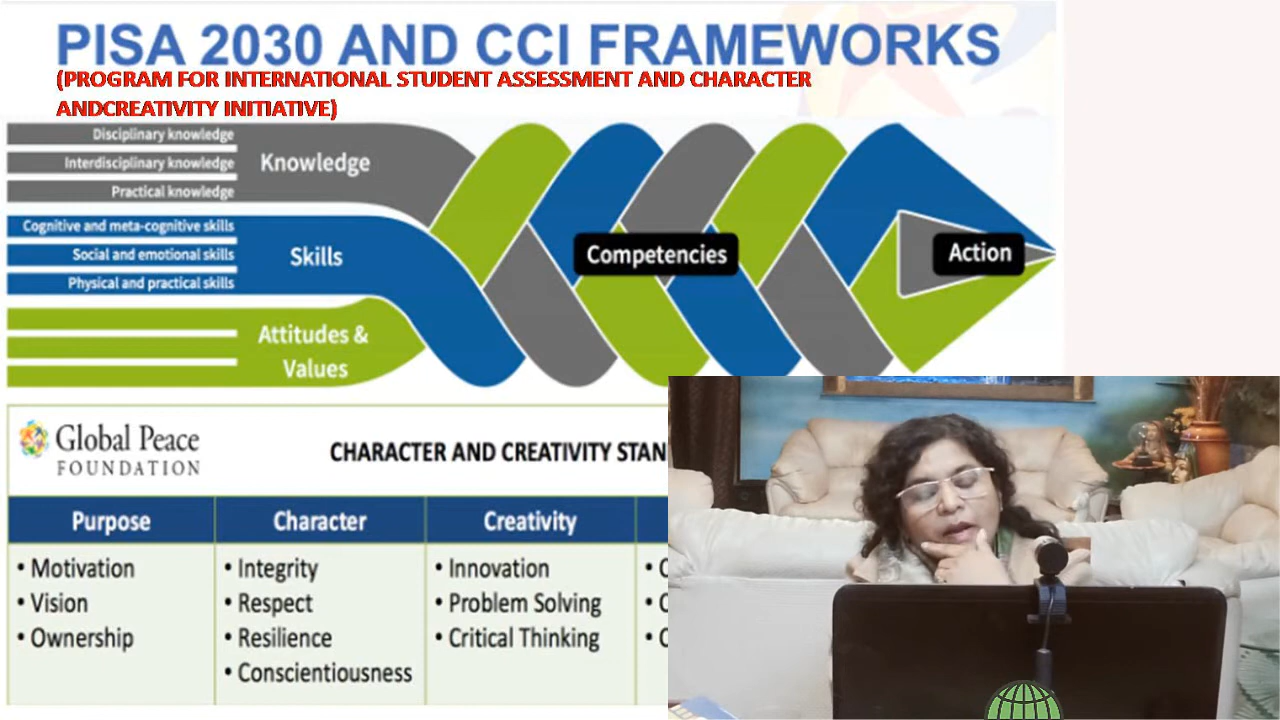 PISA 2030 AND CCI FRAMEWORKS
(PROGRAM FOR INTERNATIONAL STUDENT ASSESSMENT AND CHARACTER
ANDCREATIVITY INITIATIVE)
Disciplinary knowledge
Interdisciplinary knowledge
Practical knowledge
Knowledge
Cognitive and meta-cognitive skills
Social and emotional skills
Physical and practical skills
Skills
Attitudes &
Values
Competencies
Action
Global Peace
FOUNDATION
CHARACTER AND CREATIVITY
Purpose
• Motivation
• Vision
• Ownership
Character
• Integrity
• Respect
• Resilience
• Conscientiousness
Creativity
• Innovation
• Problem Solving
• Critical Thinking